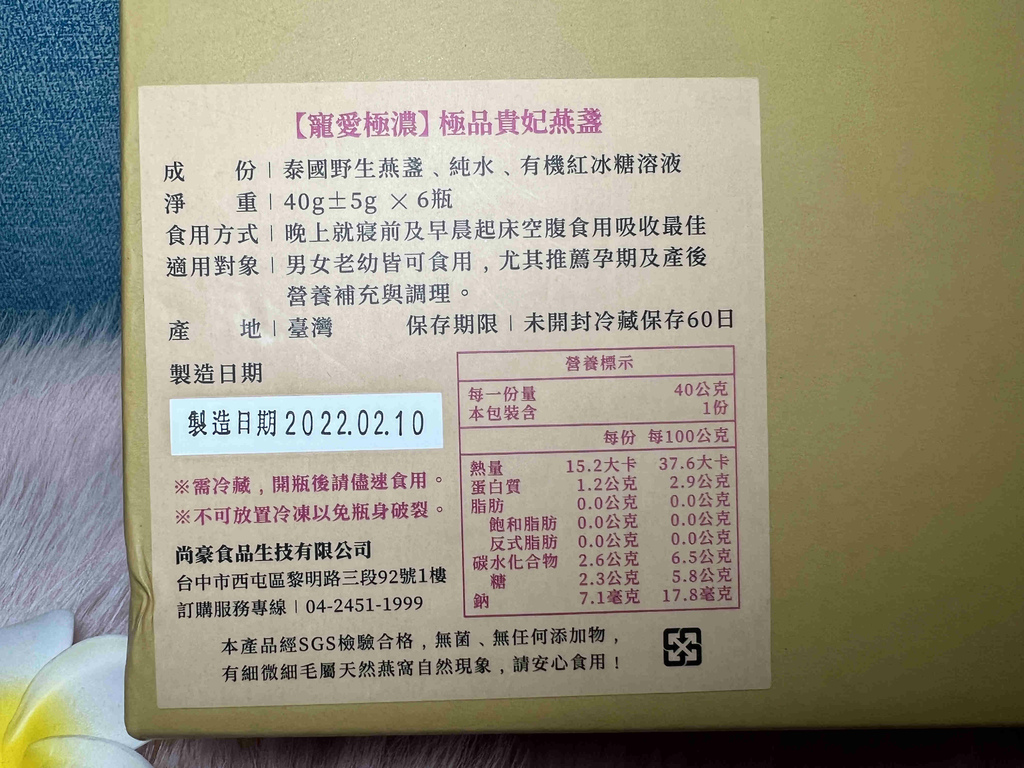 【寵愛極濃】極品貴妃燕盞
成份｜泰國野生燕盞、純水、有機紅冰糖溶液
淨重｜40g±5g × 6瓶
食用方式｜晚上就寢前及早晨起床空腹食用吸收最佳
適用對象｜男女老幼皆可食用，尤其推薦孕期及產後
營養補充與調理。
產地｜臺灣 保存期限｜未開封冷藏保存60日
製造日期
製造日期2022.02.10
※需冷藏，開瓶後請儘速食用。
※不可放置冷凍以免瓶身破裂。
尚豪食品生技有限公司
台中市西屯區黎明路三段92號1樓
訂購服務專線｜04-2451-1999
營養標示
每一份量 40公克
本包裝含 1份
每份 每100公克
熱量 15.2大卡 37.6大卡
蛋白質 1.2公克 2.9公克
脂肪 0.0公克 0.0公克
飽和脂肪 0.0公克 0.0公克
反式脂肪 0.0公克 0.0公克
碳水化合物 2.6公克 6.5公克
糖 2.3公克 5.8公克
鈉 7.1毫克 17.8毫克
本產品經SGS檢驗合格，無菌、無任何添加物，
有細微細毛屬天然燕窩自然現象，請安心食用！